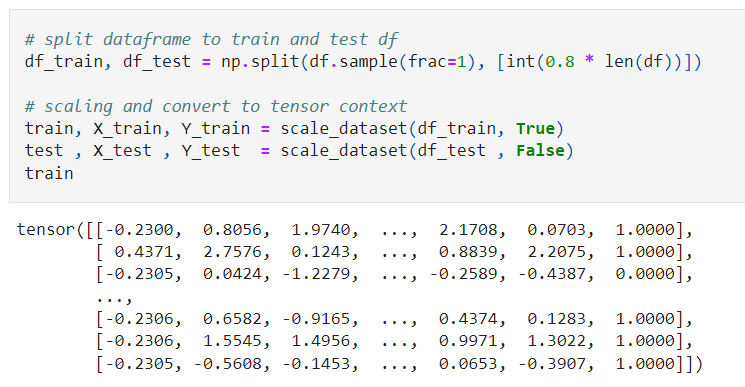 # split dataframe to train and test df
df_train, df_test = np.split(df.sample(frac=1), [int(0.8 * len(df))])
# scaling and convert to tensor context
train, X_train, Y_train = scale_dataset(df_train, True)
test , X_test , Y_test  = scale_dataset(df_test , False)
train
tensor([[-0.2300,  0.8056,  1.9740,  ...,  2.1708,  0.0703,  1.0000],
        [ 0.4371,  2.7576,  0.1243,  ...,  0.8839,  2.2075,  1.0000],
        [-0.2305,  0.0424, -1.2279,  ..., -0.2589, -0.4387,  0.0000],
        ...,
        [-0.2306,  0.6582, -0.9165,  ...,  0.4374,  0.1283,  1.0000],
        [-0.2306,  1.5545,  1.4956,  ...,  0.9971,  1.3022,  1.0000],
        [-0.2305, -0.5608, -0.1453,  ...,  0.0653, -0.3907,  1.0000]])